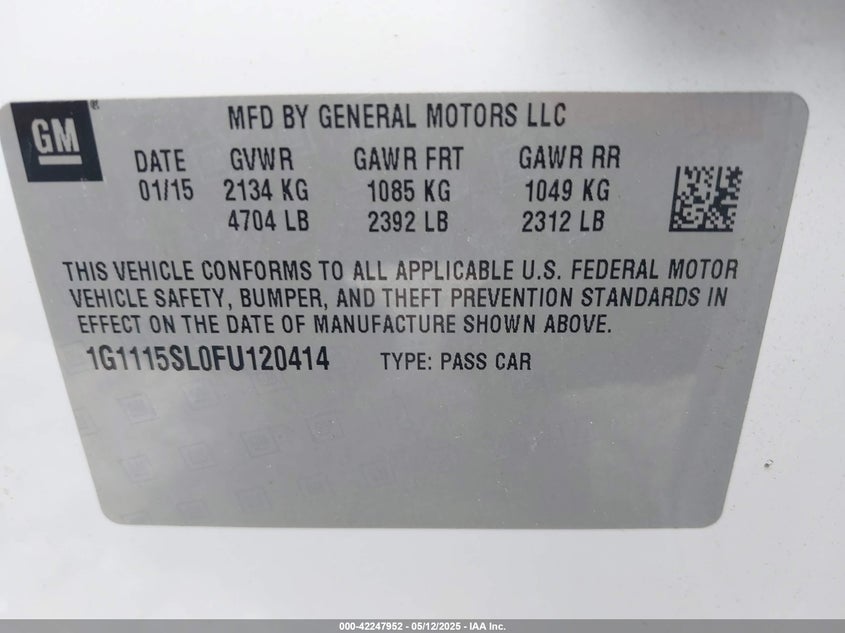 GM
MFD BY GENERAL MOTORS LLC
DATE GVWR GAWR FRT GAWR RR
01/15 2134 KG 1085 KG 1049 KG
4704 LB 2392 LB 2312 LB
THIS VEHICLE CONFORMS TO ALL APPLICABLE U.S. FEDERAL MOTOR
VEHICLE SAFETY, BUMPER, AND THEFT PREVENTION STANDARDS IN
EFFECT ON THE DATE OF MANUFACTURE SHOWN ABOVE.
1G1115SL0FU120414 TYPE: PASS CAR
000-42247952 - 05/12/2025 - IAA Inc.